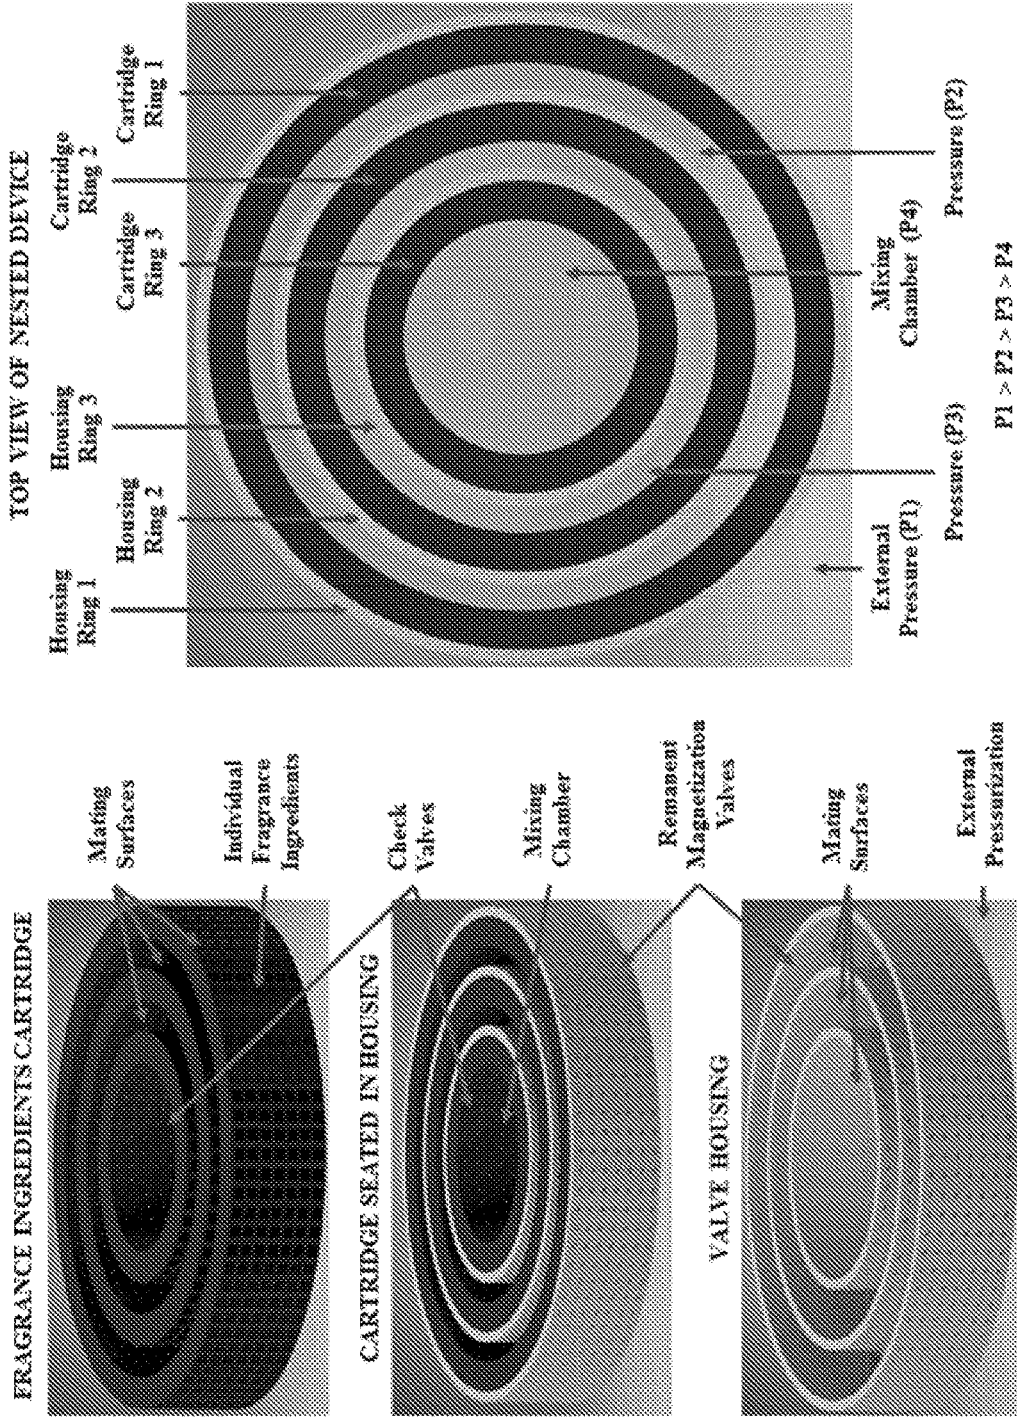 FRAGRANCE INGREDIENTS CARTRIDGE
Mating
Surfaces
Individual
Fragrance
Ingredients
Check
Valves
CARTRIDGE SEATED IN HOUSING
Mixing
Chamber
Remanent
Magnetization
Valves
VALVE HOUSING
Mating
Surfaces
External
Pressurization
TOP VIEW OF NESTED DEVICE
Housing
Ring 1
Housing
Ring 2
Housing
Ring 3
Cartridge
Ring 3
Cartridge
Ring 2
Cartridge
Ring 1
External
Pressure (P1)
Pressure (P3)
Mixing
Chamber (P4)
Pressure (P2)
P1 > P2 > P3 > P4